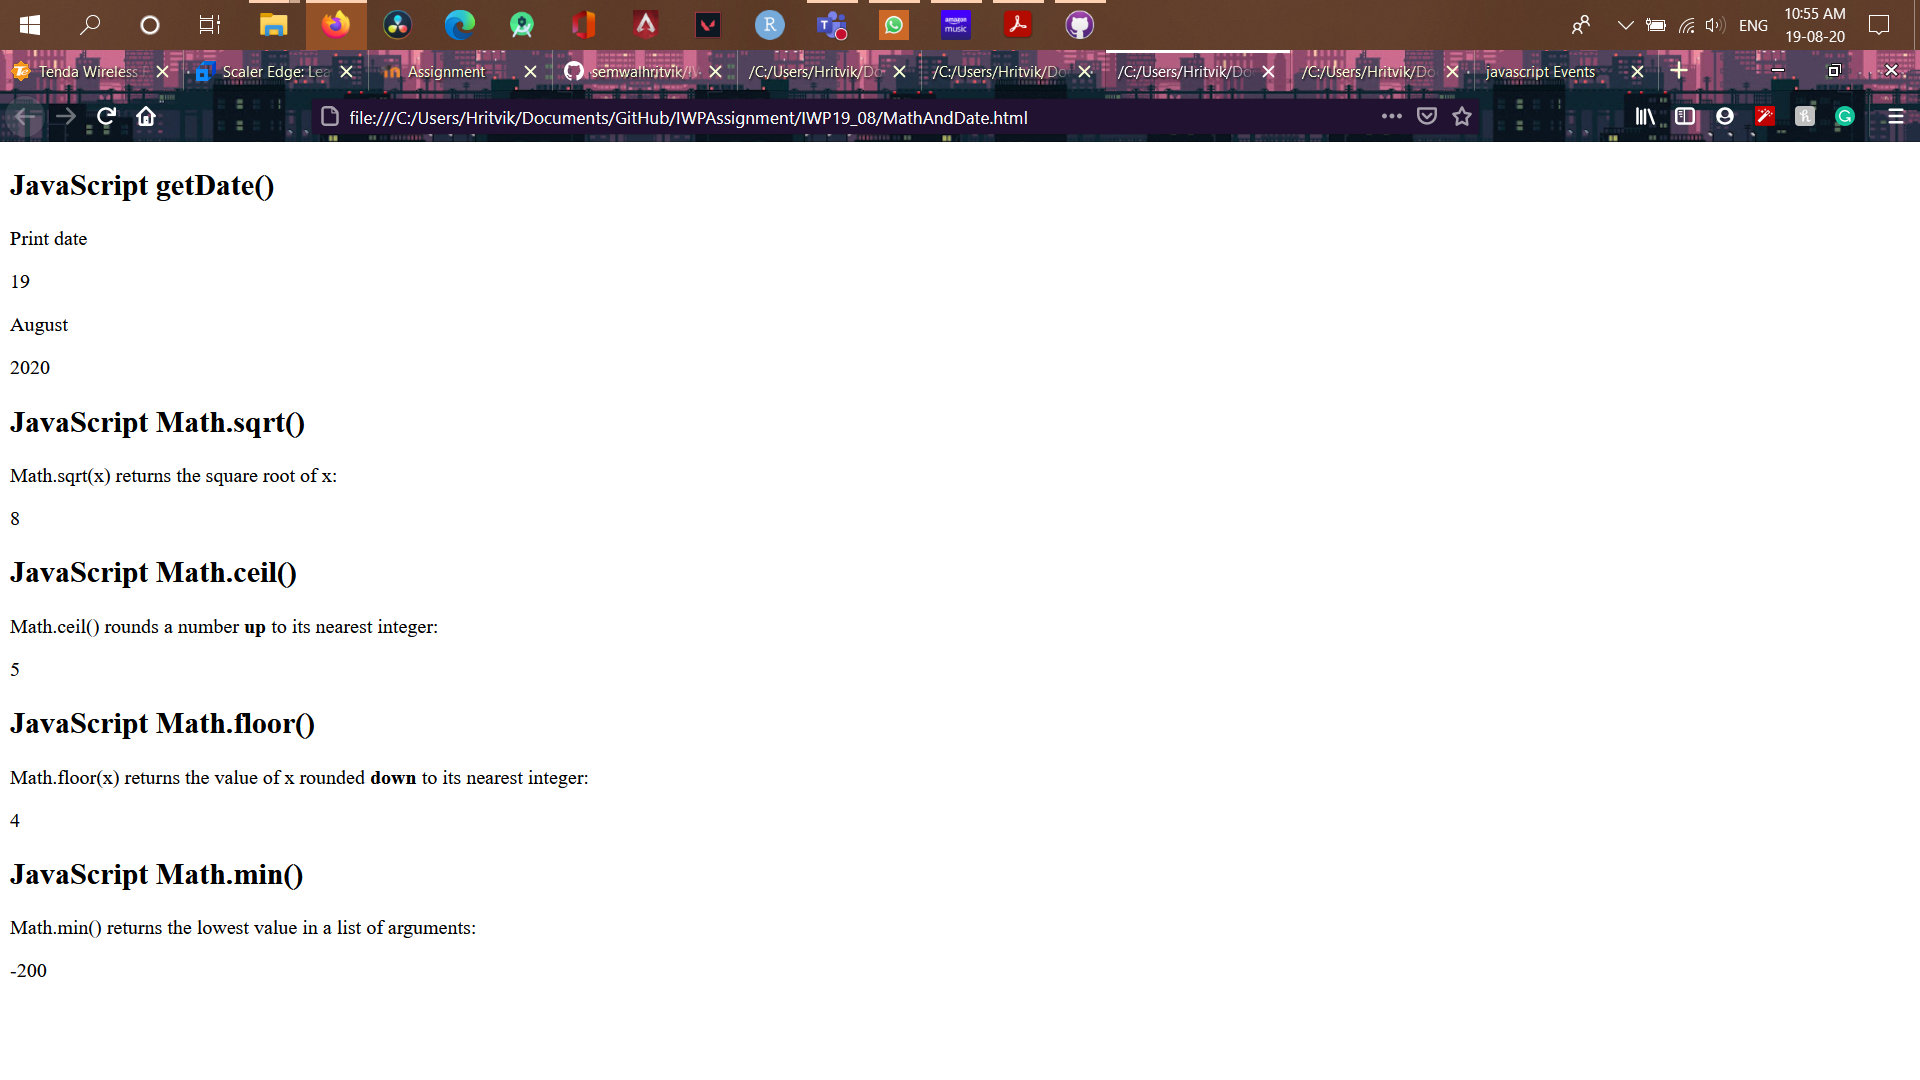 10:55 AM
ENG
19-08-20
amazon music
Tenda Wireless
Scaler Edge: Lea
Assignment
semwalhritvik/
/C:/Users/Hritvik/Do
/C:/Users/Hritvik/Do
/C:/Users/Hritvik/Do
/C:/Users/Hritvik/Do
javascript Events
file:///C:/Users/Hritvik/Documents/GitHub/IWPAssignment/IWP19_08/MathAndDate.html
JavaScript getDate()
Print date
19
August
2020
JavaScript Math.sqrt()
Math.sqrt(x) returns the square root of x:
8
JavaScript Math.ceil()
Math.ceil() rounds a number up to its nearest integer:
5
JavaScript Math.floor()
Math.floor(x) returns the value of x rounded down to its nearest integer:
4
JavaScript Math.min()
Math.min() returns the lowest value in a list of arguments:
-200